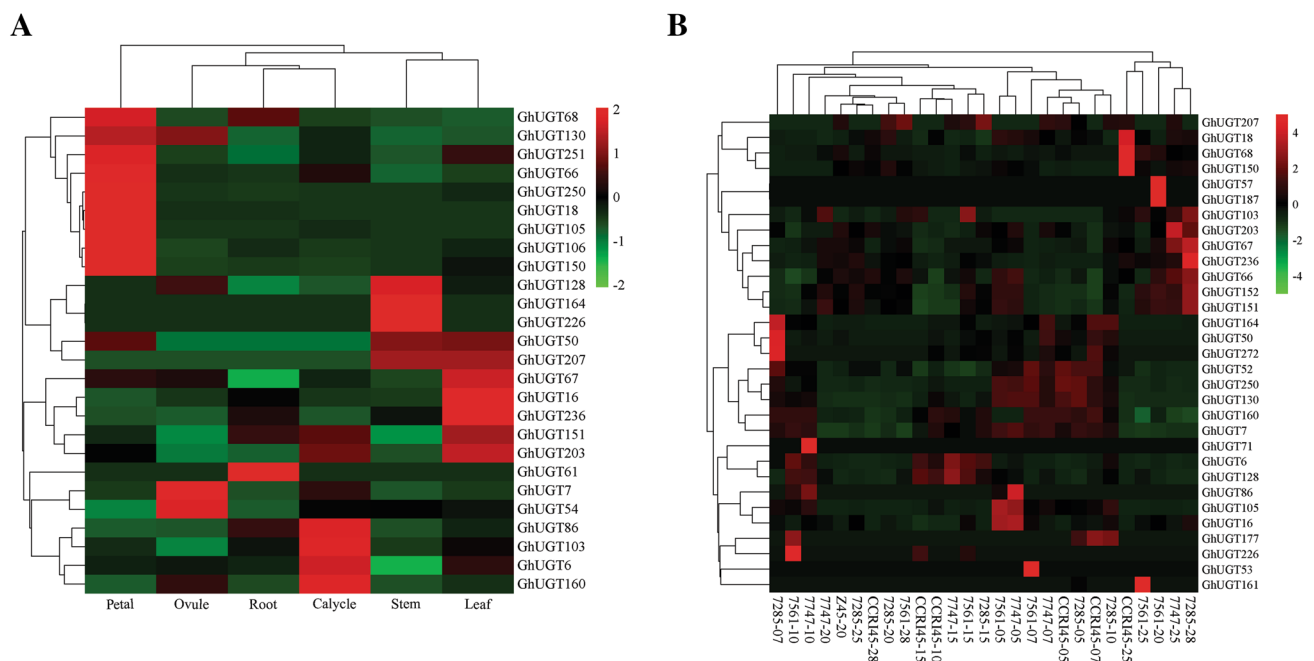 A
GhUGT68
GhUGT130
GhUGT251
GhUGT66
GhUGT250
GhUGT18
GhUGT105
GhUGT106
GhUGT150
GhUGT128
GhUGT164
GhUGT226
GhUGT50
GhUGT207
GhUGT67
GhUGT16
GhUGT236
GhUGT151
GhUGT203
GhUGT61
GhUGT7
GhUGT54
GhUGT86
GhUGT103
GhUGT6
GhUGT160
Petal Ovule Root Calycle Stem Leaf
2
1
0
-1
-2
B
GhUGT207
GhUGT18
GhUGT68
GhUGT150
GhUGT57
GhUGT187
GhUGT103
GhUGT203
GhUGT67
GhUGT236
GhUGT66
GhUGT152
GhUGT151
GhUGT164
GhUGT50
GhUGT272
GhUGT52
GhUGT250
GhUGT130
GhUGT160
GhUGT7
GhUGT71
GhUGT6
GhUGT128
GhUGT86
GhUGT105
GhUGT16
GhUGT177
GhUGT226
GhUGT53
GhUGT161
7285-07
7561-10
7747-10
7747-20
Z45-20
7285-25
CCRI45-28
7285-20
7561-28
CCRI45-15
CCRI45-10
7747-15
7561-15
7285-15
7561-05
7747-05
7561-07
7747-07
CCRI45-05
7285-05
CCRI45-07
7285-10
CCRI45-25
7561-25
7561-20
7747-25
7285-28
4
2
0
-2
-4